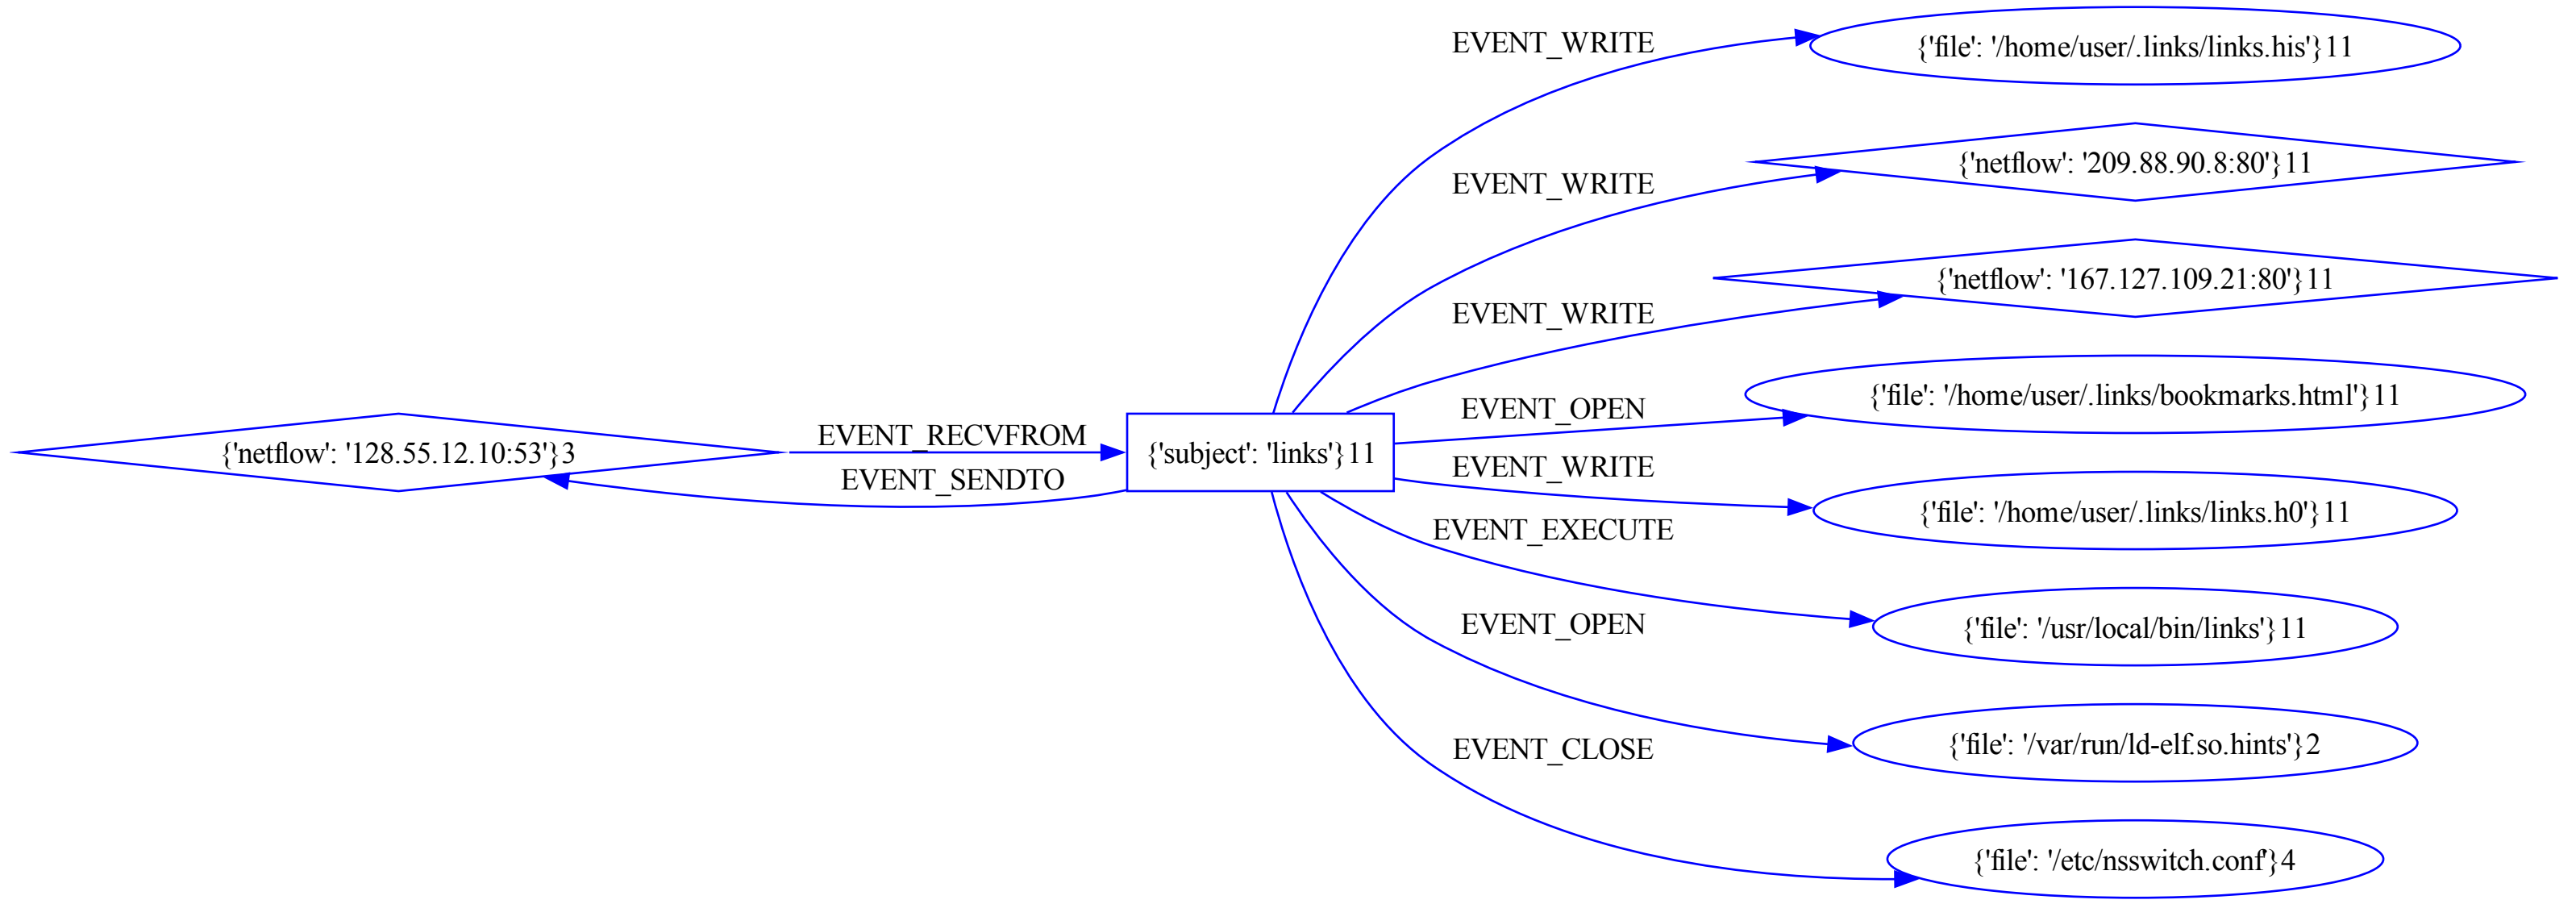 EVENT_WRITE
{'file': '/home/user/.links/links.his'}11
EVENT_WRITE
{'netflow': '209.88.90.8:80'}11
EVENT_WRITE
{'netflow': '167.127.109.21:80'}11
EVENT_OPEN
{'file': '/home/user/.links/bookmarks.html'}11
{'netflow': '128.55.12.10:53'}3
EVENT_RECVFROM
EVENT_SENDTO
{'subject': 'links'}11
EVENT_WRITE
{'file': '/home/user/.links/links.h0'}11
EVENT_EXECUTE
{'file': '/usr/local/bin/links'}11
EVENT_OPEN
{'file': '/var/run/ld-elf.so.hints'}2
EVENT_CLOSE
{'file': '/etc/nsswitch.conf'}4